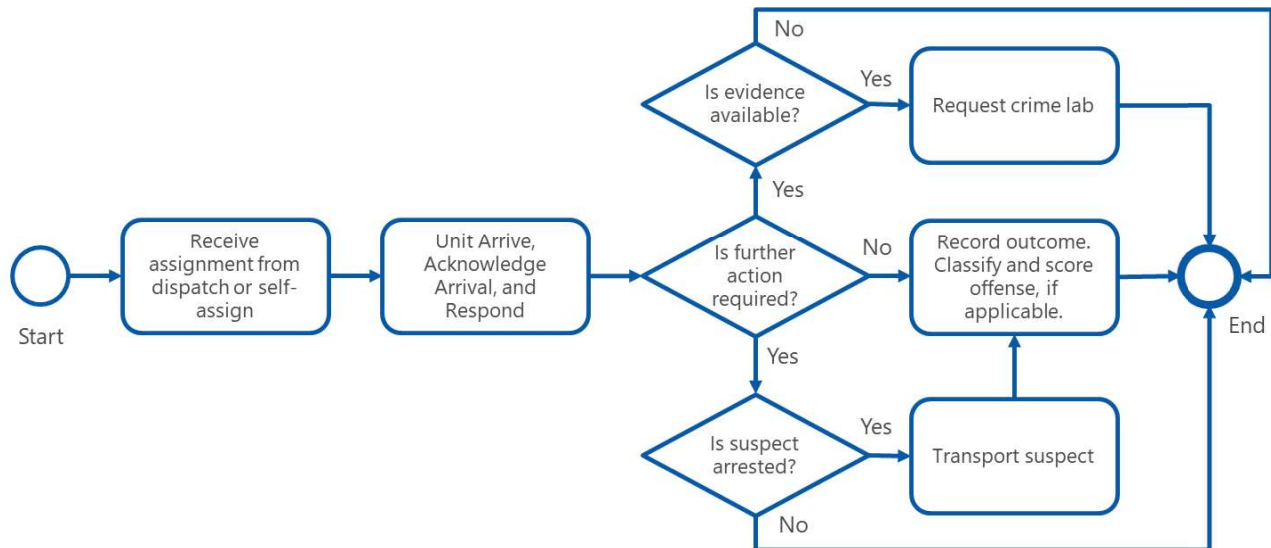 No
Is evidence
available?
Yes
Request crime lab
Yes
Start
Receive
assignment from
dispatch or self-
assign
Unit Arrive,
Acknowledge
Arrival, and
Respond
Is further
action
required?
No
Record outcome.
Classify and score
offense, if
applicable.
End
Yes
Is suspect
arrested?
Yes
Transport suspect
No